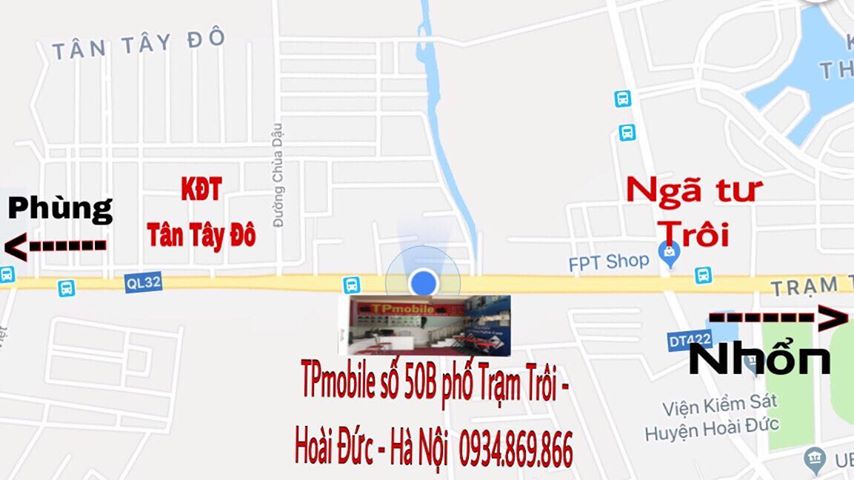 TÂN TÂY ĐÔ
Đường Chùa Dậu
KĐT
Tân Tây Đô
Phùng
Ngã tư
Trôi
FPT Shop
QL32
TRẠM
TPmobile
ĐT422
Nhổn
TPmobile số 50B phố Trạm Trôi -
Hoài Đức - Hà Nội 0934.869.866
Viện Kiểm Sát
Huyện Hoài Đức